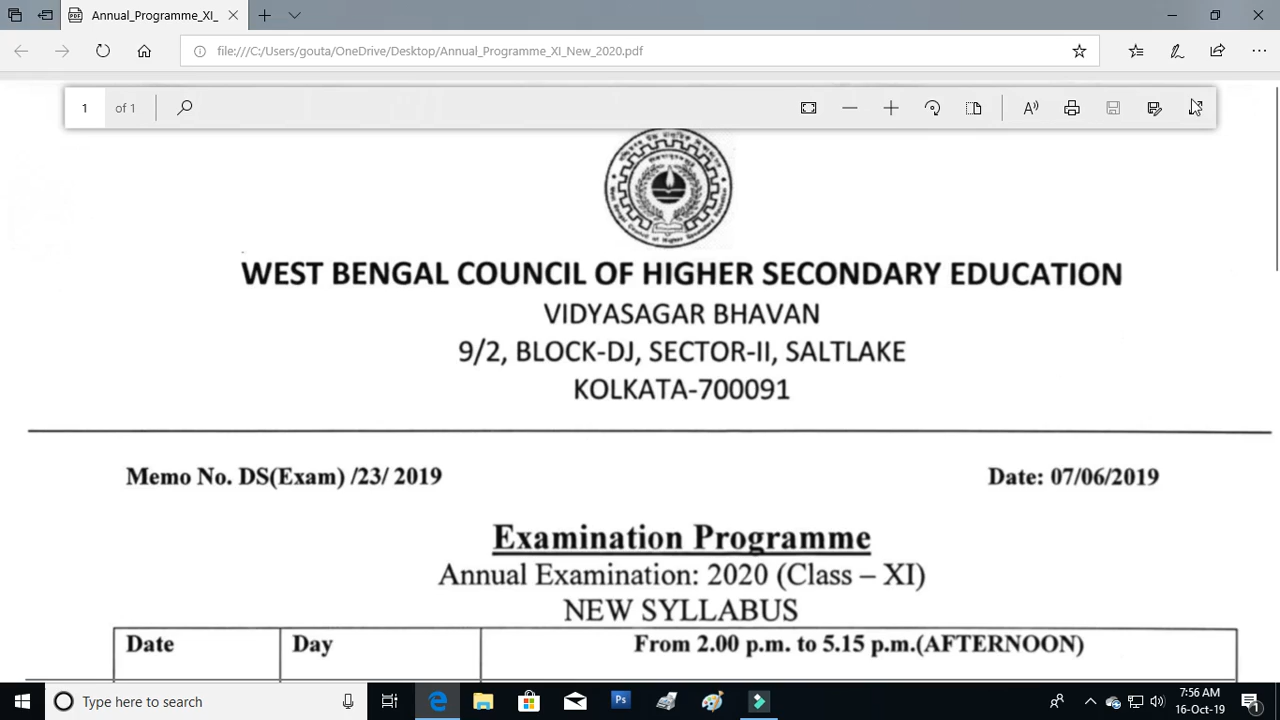 Annual_Programme_XI_
file:///C:/Users/gouta/OneDrive/Desktop/Annual_Programme_XI_New_2020.pdf
1 of 1
WEST BENGAL COUNCIL OF HIGHER SECONDARY EDUCATION
VIDYASAGAR BHAVAN
9/2, BLOCK-DJ, SECTOR-II, SALTLAKE
KOLKATA-700091
Memo No. DS(Exam) /23/ 2019 Date: 07/06/2019
Examination Programme
Annual Examination: 2020 (Class – XI)
NEW SYLLABUS
Date Day From 2.00 p.m. to 5.15 p.m.(AFTERNOON)
Type here to search
7:56 AM
16-Oct-19